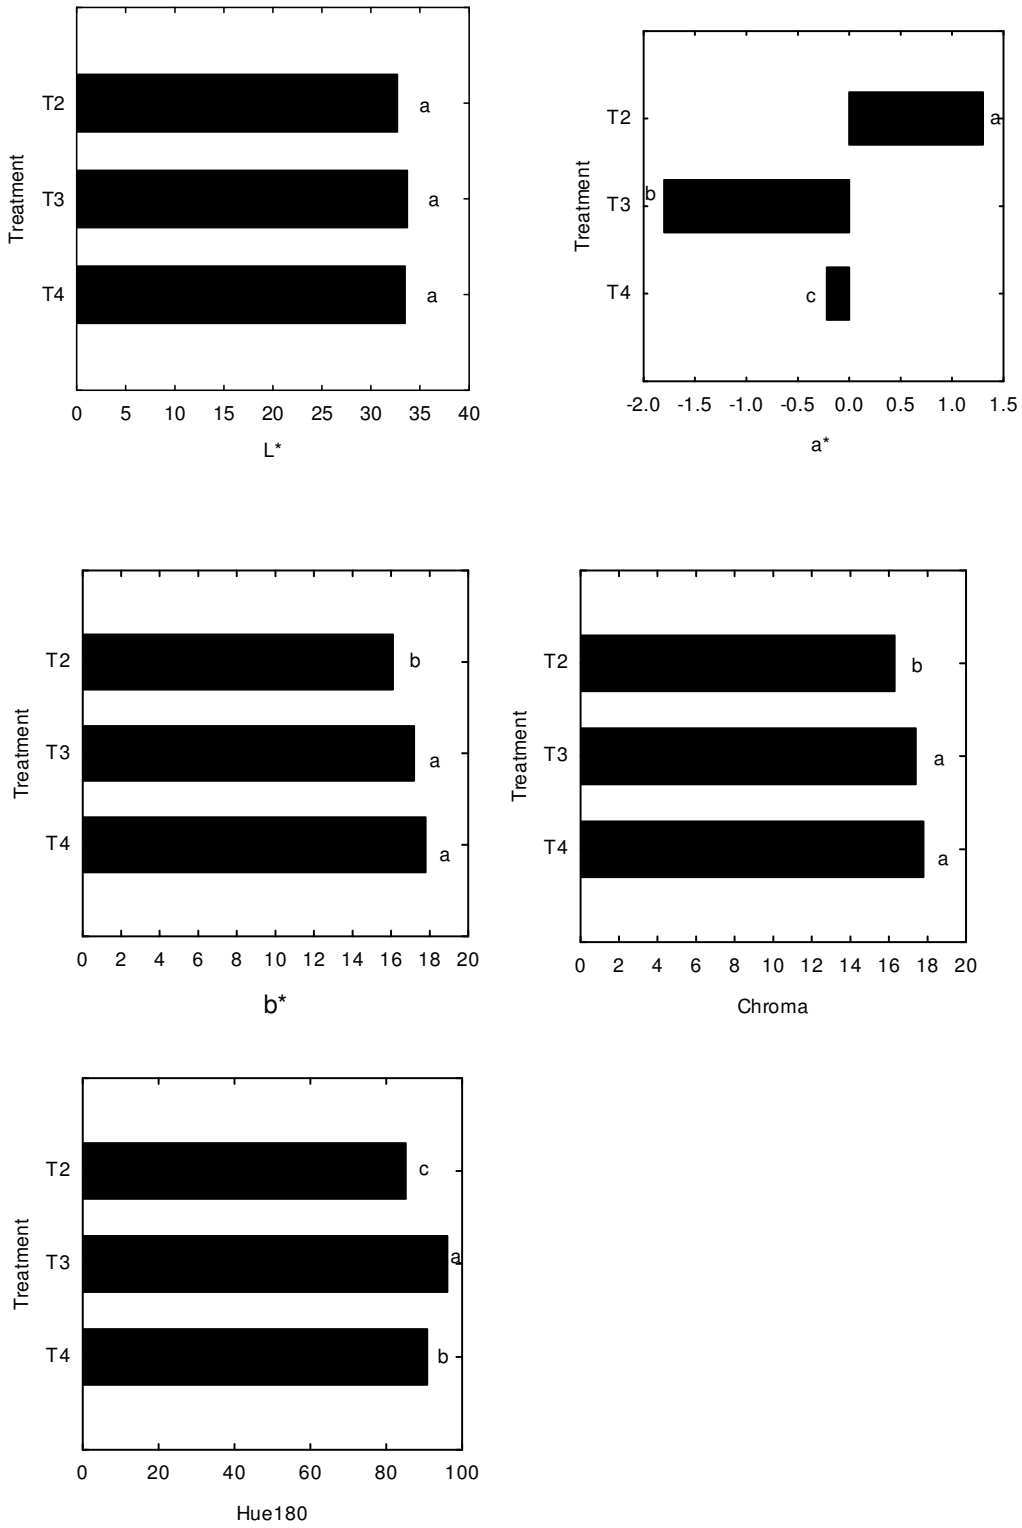 T2
a
T3
a
T4
a
Treatment
0 5 10 15 20 25 30 35 40
L*
T2
a
T3
b
T4
c
Treatment
-2.0 -1.5 -1.0 -0.5 0.0 0.5 1.0 1.5
a*
T2
b
T3
a
T4
a
Treatment
0 2 4 6 8 10 12 14 16 18 20
b*
T2
b
T3
a
T4
a
Treatment
0 2 4 6 8 10 12 14 16 18 20
Chroma
T2
c
T3
a
T4
b
Treatment
0 20 40 60 80 100
Hue180